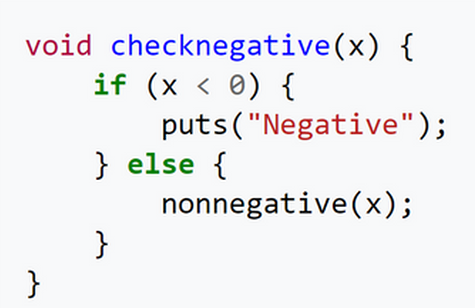 void checknegative(x) {
    if (x < 0) {
        puts("Negative");
    } else {
        nonnegative(x);
    }
}